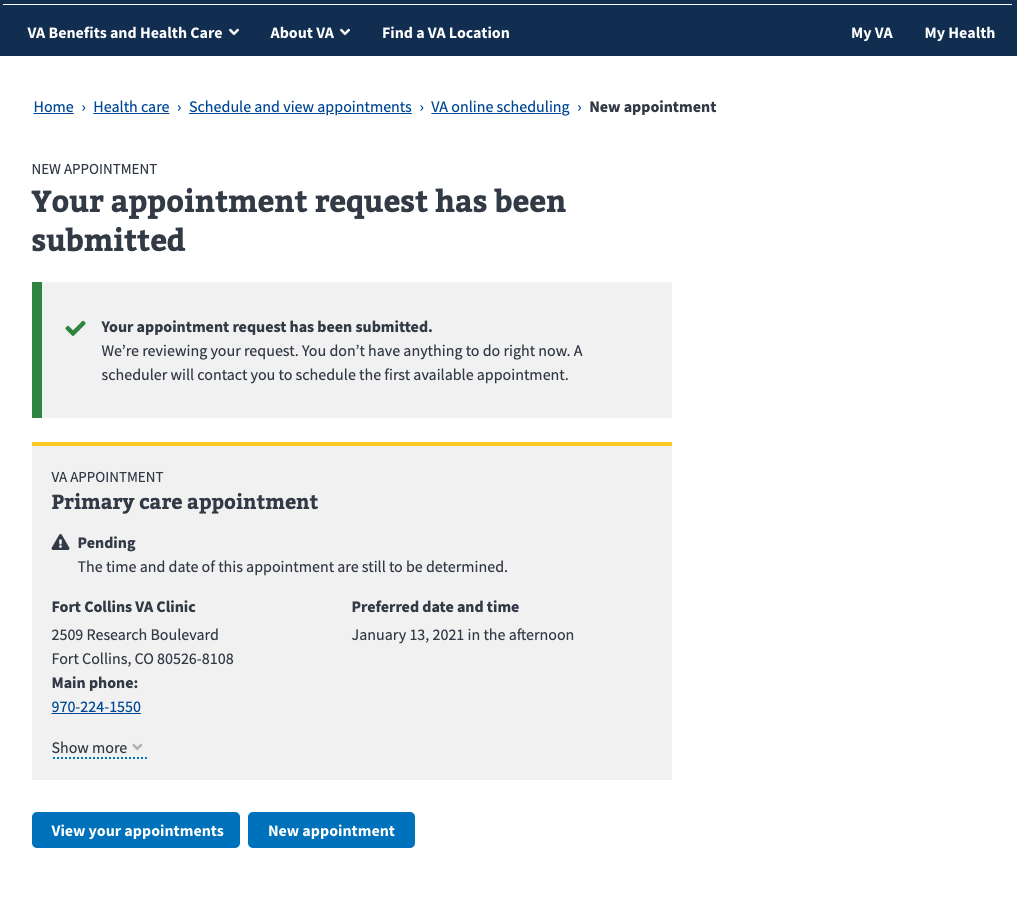 VA Benefits and Health Care About VA Find a VA Location My VA My Health
Home › Health care › Schedule and view appointments › VA online scheduling › New appointment
NEW APPOINTMENT
Your appointment request has been
submitted
Your appointment request has been submitted.
We’re reviewing your request. You don’t have anything to do right now. A
scheduler will contact you to schedule the first available appointment.
VA APPOINTMENT
Primary care appointment
Pending
The time and date of this appointment are still to be determined.
Fort Collins VA Clinic
2509 Research Boulevard
Fort Collins, CO 80526-8108
Main phone:
970-224-1550
Preferred date and time
January 13, 2021 in the afternoon
Show more
View your appointments New appointment